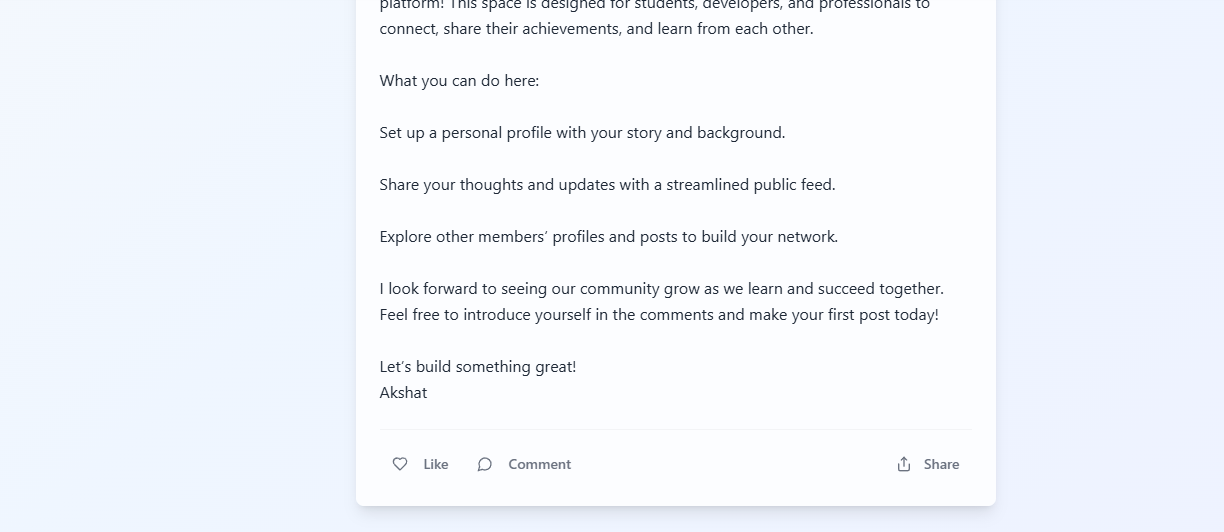 platform! This space is designed for students, developers, and professionals to
connect, share their achievements, and learn from each other.
What you can do here:
Set up a personal profile with your story and background.
Share your thoughts and updates with a streamlined public feed.
Explore other members’ profiles and posts to build your network.
I look forward to seeing our community grow as we learn and succeed together.
Feel free to introduce yourself in the comments and make your first post today!
Let’s build something great!
Akshat
Like Comment Share